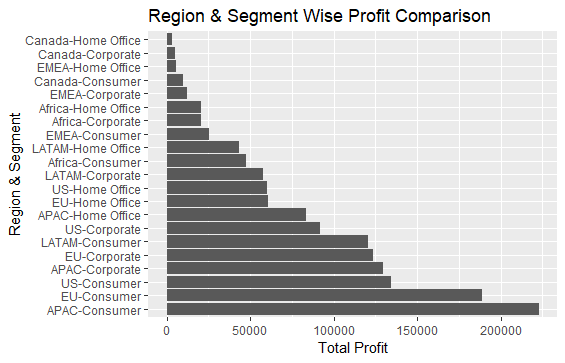 Region & Segment Wise Profit Comparison
Region & Segment
Canada-Home Office
Canada-Corporate
EMEA-Home Office
Canada-Consumer
EMEA-Corporate
Africa-Home Office
Africa-Corporate
EMEA-Consumer
LATAM-Home Office
Africa-Consumer
LATAM-Corporate
US-Home Office
EU-Home Office
APAC-Home Office
US-Corporate
LATAM-Consumer
EU-Corporate
APAC-Corporate
US-Consumer
EU-Consumer
APAC-Consumer
0 50000 100000 150000 200000
Total Profit